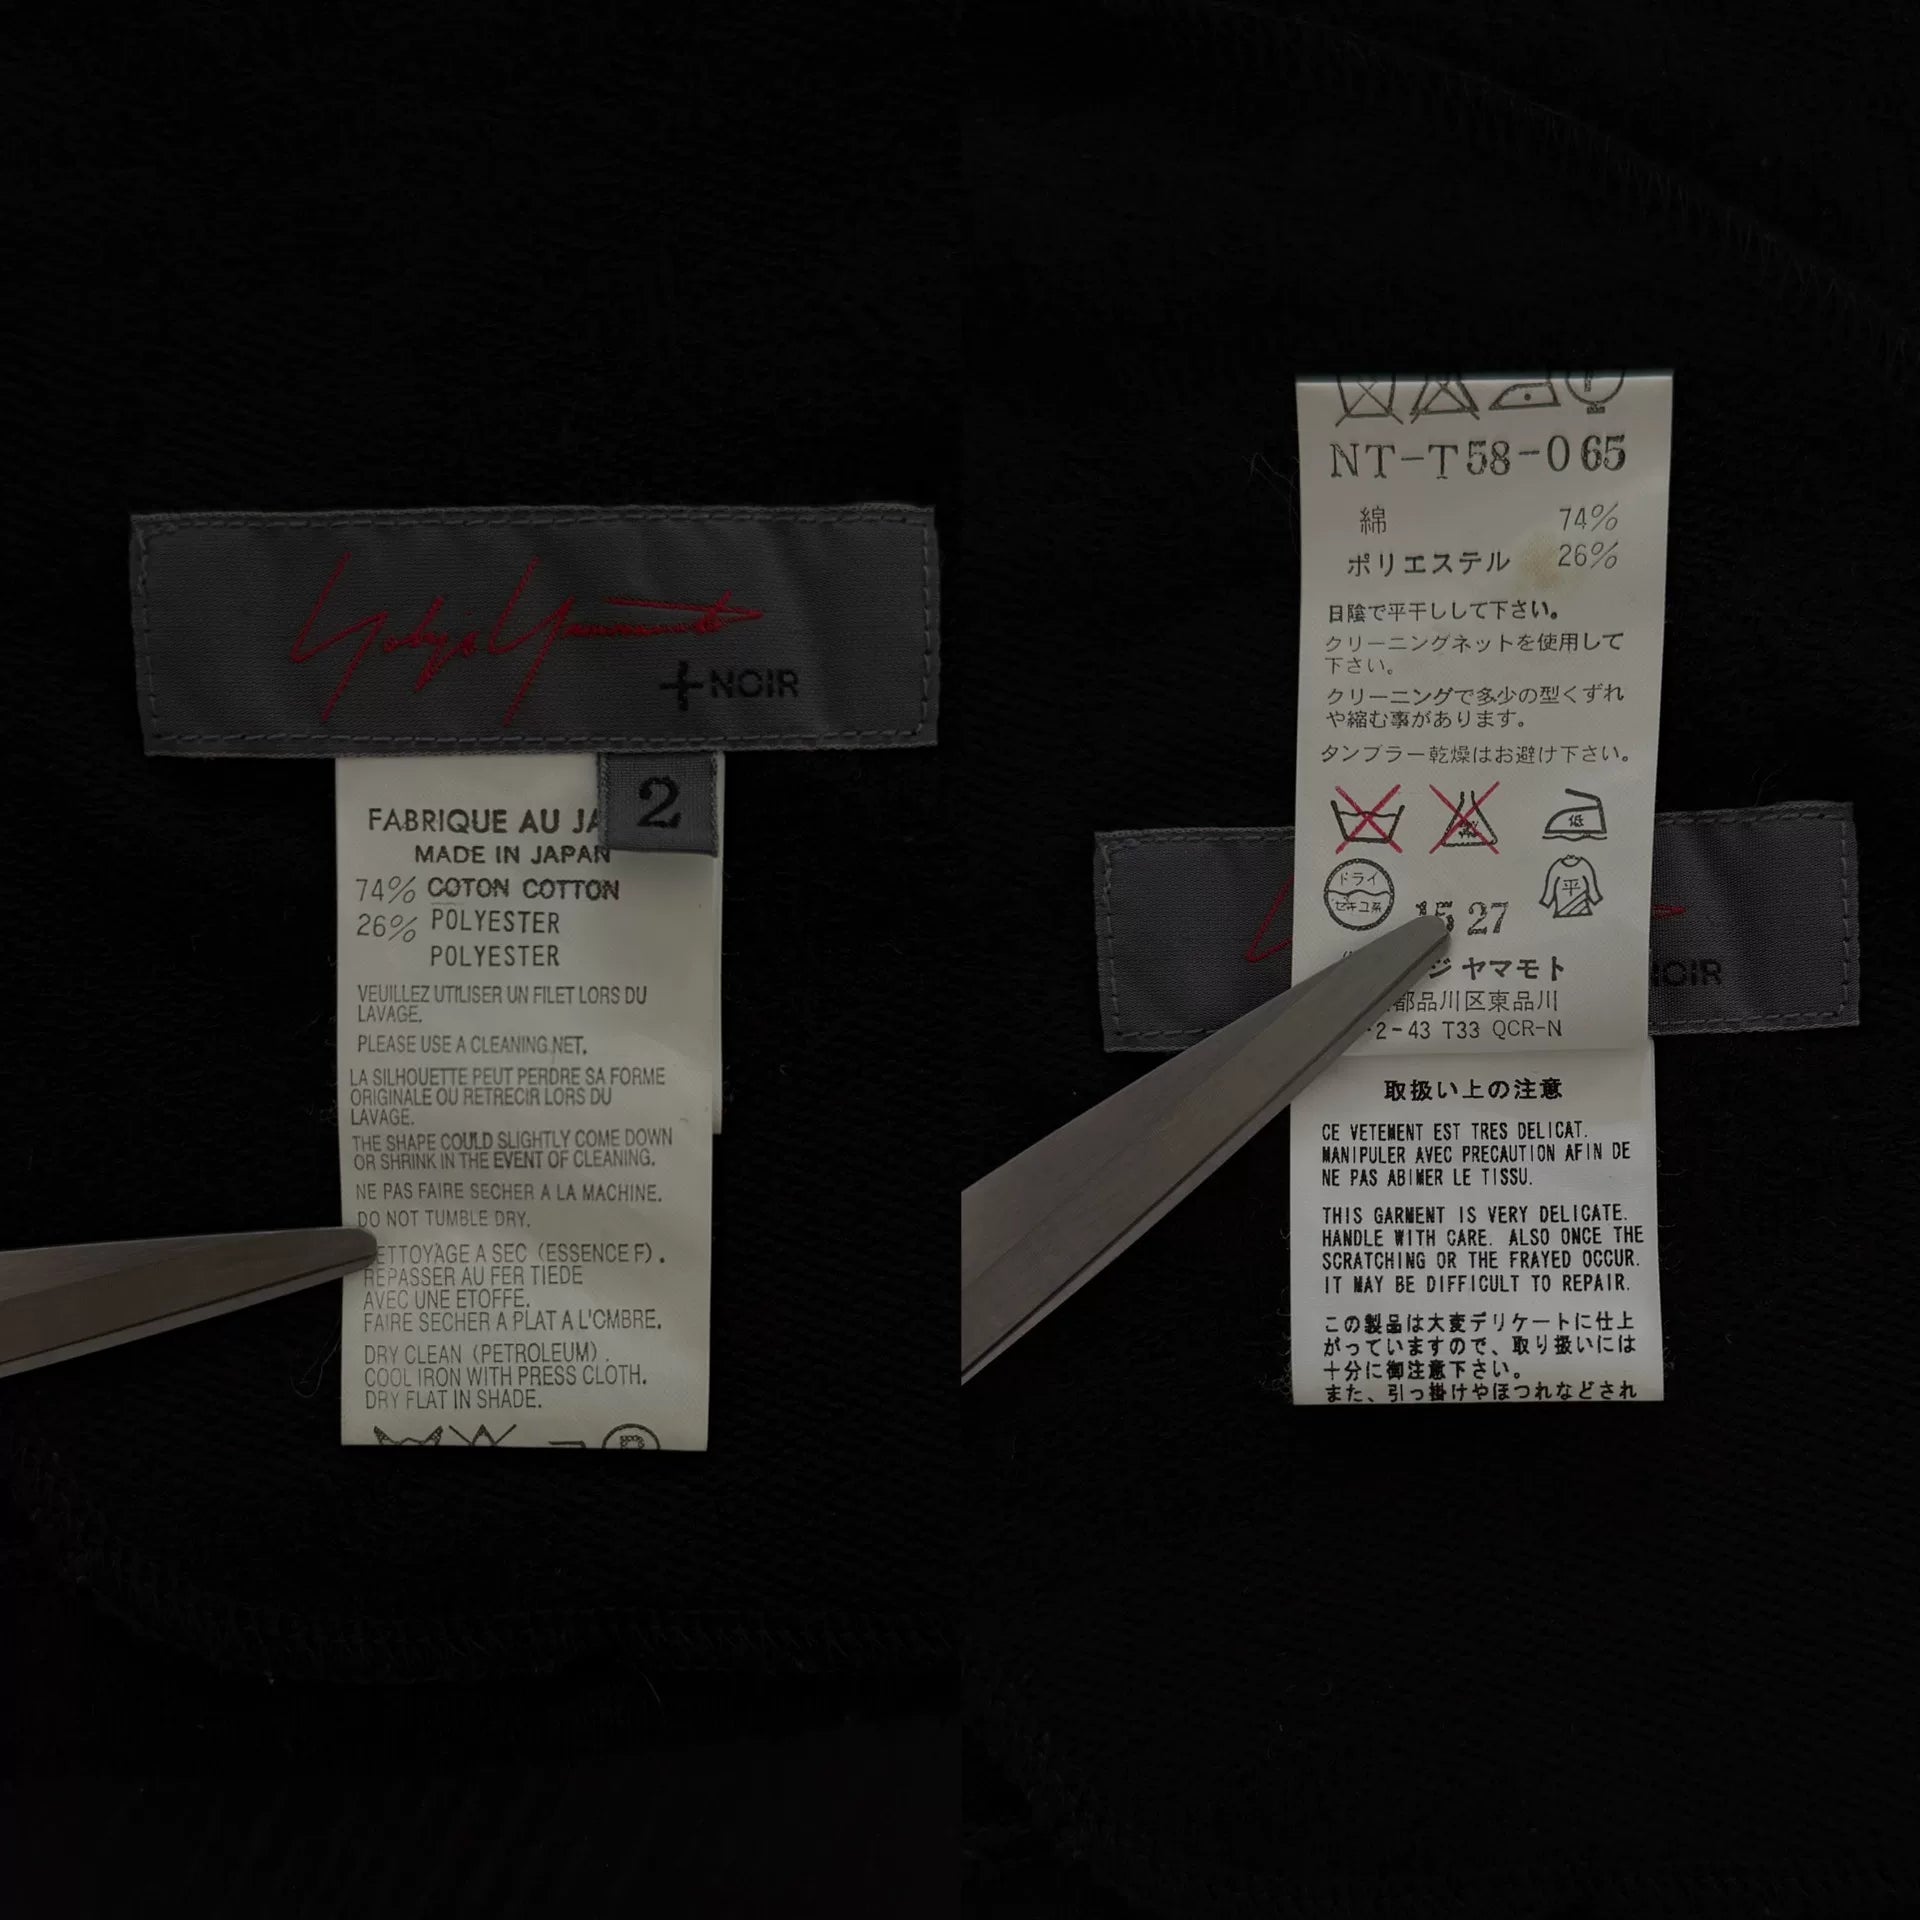 Yohji Yamamoto
+NOIR
2
FABRIQUE AU JA
MADE IN JAPAN
74% COTON COTTON
26% POLYESTER
POLYESTER
VEUILLEZ UTILISER UN FILET LORS DU
LAVAGE.
PLEASE USE A CLEANING NET.
LA SILHOUETTE PEUT PERDRE SA FORME
ORIGINALE OU RETRECIR LORS DU
LAVAGE.
THE SHAPE COULD SLIGHTLY COME DOWN
OR SHRINK IN THE EVENT OF CLEANING.
NE PAS FAIRE SECHER A LA MACHINE.
DO NOT TUMBLE DRY.
ETTOYAGE A SEC (ESSENCE F).
REPASSER AU FER TIEDE
AVEC UNE ETOFFE.
FAIRE SECHER A PLAT A L'OMBRE.
DRY CLEAN (PETROLEUM).
COOL IRON WITH PRESS CLOTH.
DRY FLAT IN SHADE.
NT-T58-065
綿 74%
ポリエステル 26%
日陰で平干しして下さい。
クリーニングネットを使用して
下さい。
クリーニングで多少の型くずれ
や縮む事があります。
タンブラー乾燥はお避け下さい。
低
ドライ
セキユ系
平
15 27
ジ ヤマモト
都品川区東品川
-2-43 T33 QCR-N
NOIR
取扱い上の注意
CE VETEMENT EST TRES DELICAT.
MANIPULER AVEC PRECAUTION AFIN DE
NE PAS ABIMER LE TISSU.
THIS GARMENT IS VERY DELICATE.
HANDLE WITH CARE. ALSO ONCE THE
SCRATCHING OR THE FRAYED OCCUR.
IT MAY BE DIFFICULT TO REPAIR.
この製品は大変デリケートに仕上
がっていますので、取り扱いには
十分に御注意下さい。
また、引っ掛けやほつれなどされ